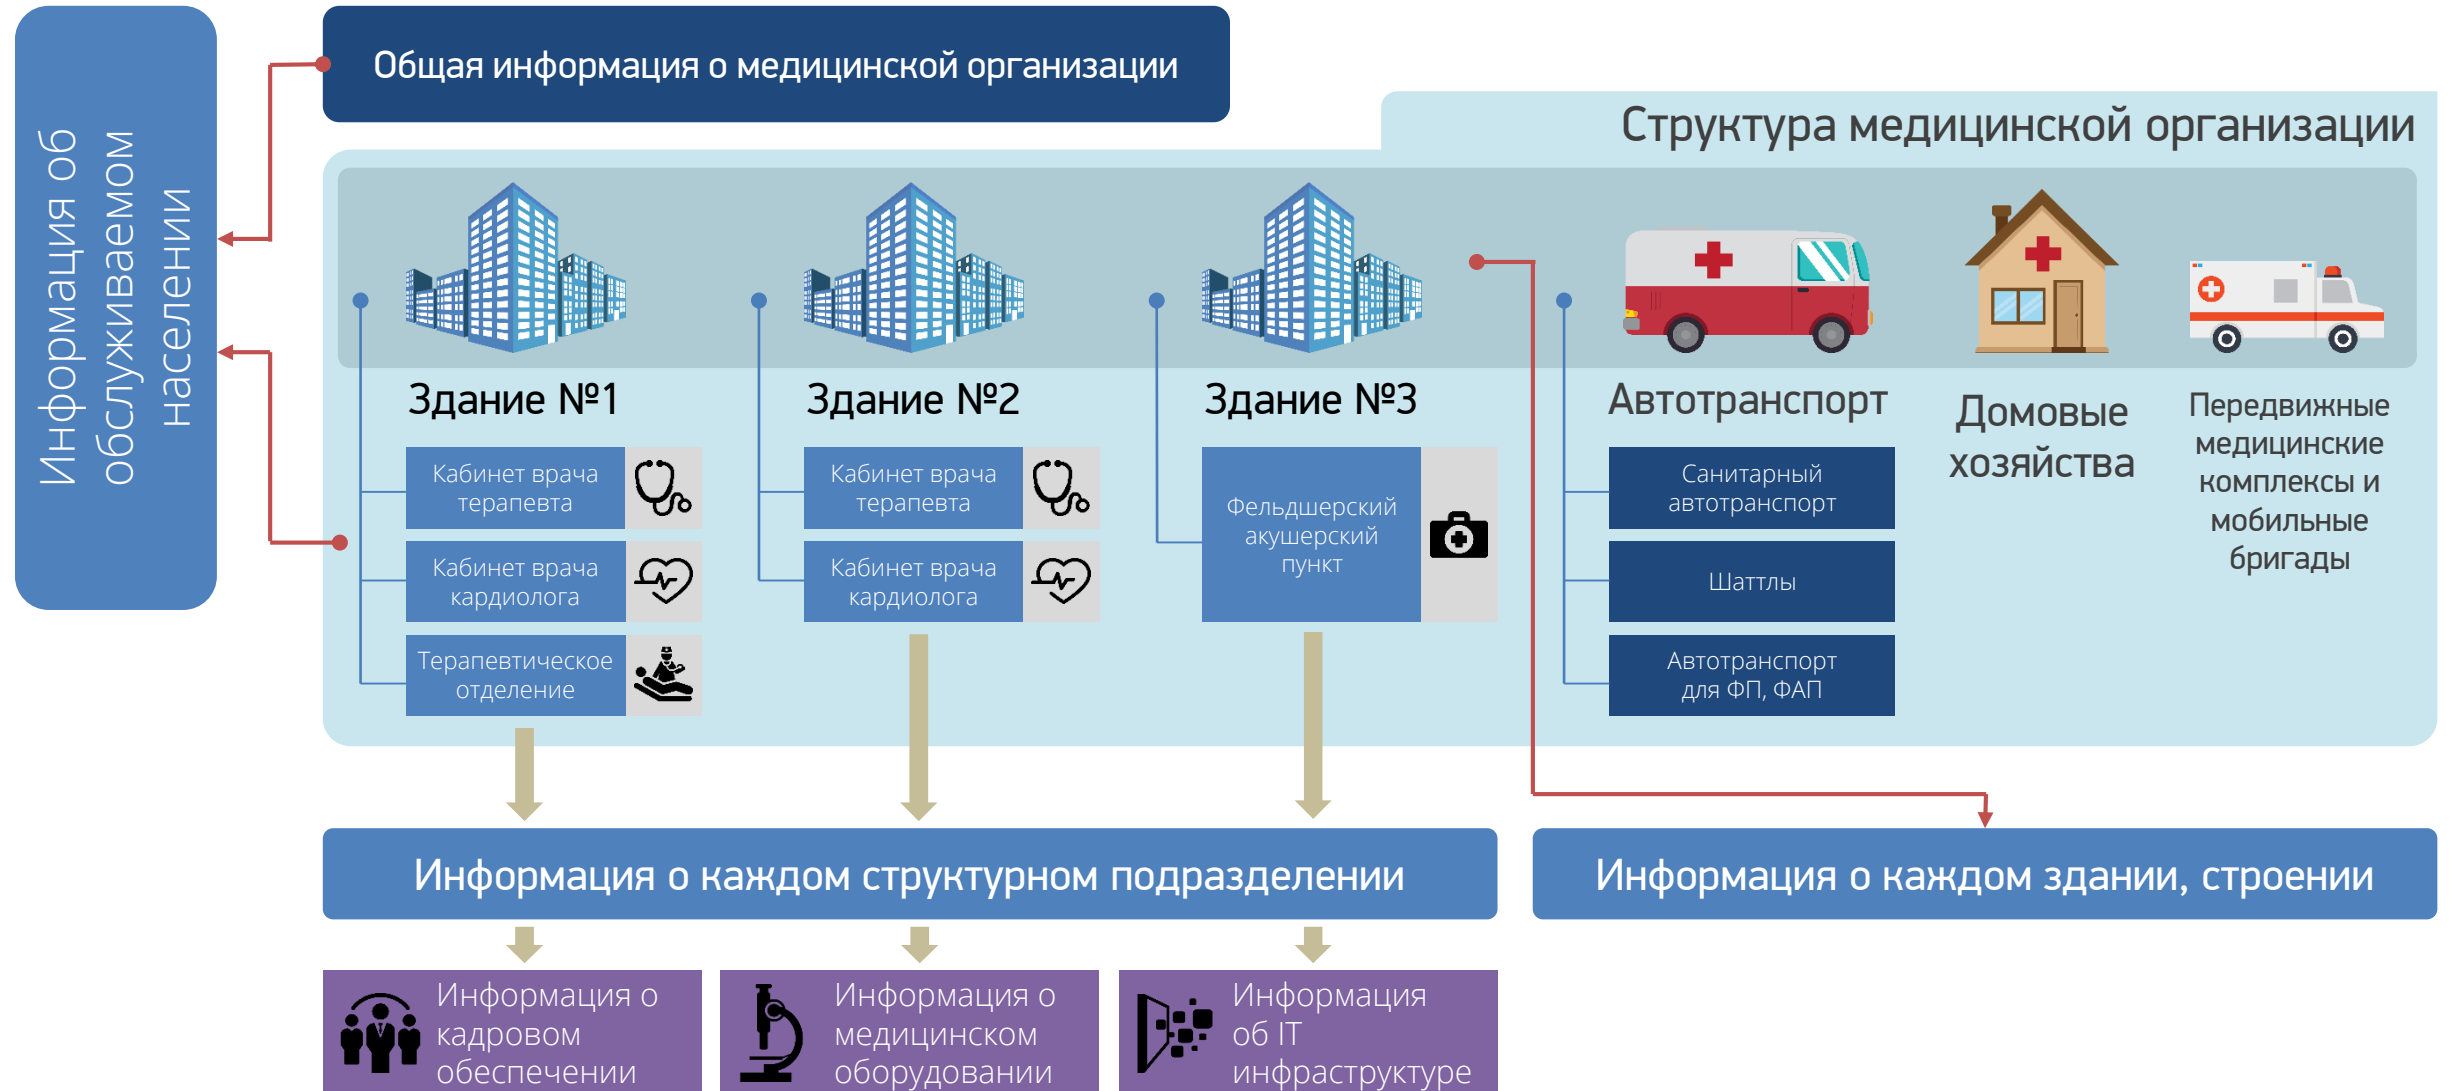 Информация об
обслуживаемом
населении
Общая информация о медицинской организации
Структура медицинской организации
Здание №1
Кабинет врача
терапевта
Кабинет врача
кардиолога
Терапевтическое
отделение
Здание №2
Кабинет врача
терапевта
Кабинет врача
кардиолога
Здание №3
Фельдшерский
акушерский
пункт
Автотранспорт
Санитарный
автотранспорт
Шаттлы
Автотранспорт
для ФП, ФАП
Домовые
хозяйства
Передвижные
медицинские
комплексы и
мобильные
бригады
Информация о каждом структурном подразделении
Информация о каждом здании, строении
Информация о
кадровом
обеспечении
Информация о
медицинском
оборудовании
Информация
об IT
инфраструктуре